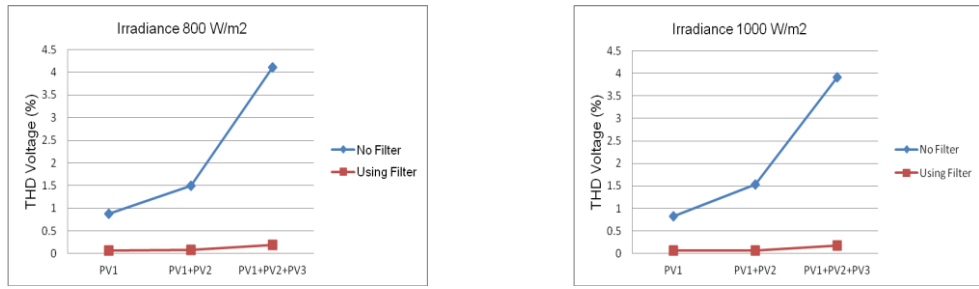 Irradiance 800 W/m2
THD Voltage (%)
4.5
4
3.5
3
2.5
2
1.5
1
0.5
0
PV1
PV1+PV2
PV1+PV2+PV3
No Filter
Using Filter
Irradiance 1000 W/m2
THD Voltage (%)
4.5
4
3.5
3
2.5
2
1.5
1
0.5
0
PV1
PV1+PV2
PV1+PV2+PV3
No Filter
Using Filter